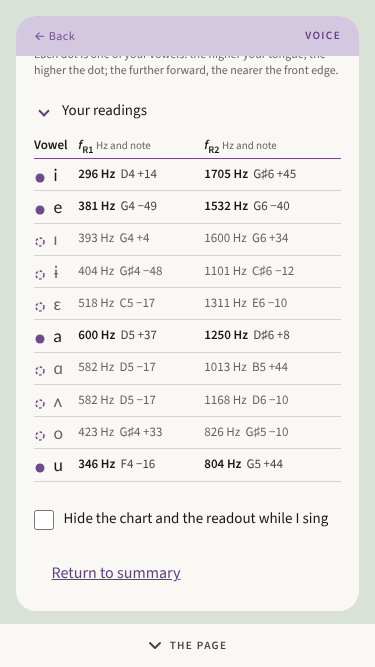 ← Back VOICE
Each dot is one of your vowels: the higher your tongue, the
higher the dot; the further forward, the nearer the front edge.
Your readings
Vowel fR1 Hz and note fR2 Hz and note
i 296 Hz D4 +14 1705 Hz G♯6 +45
e 381 Hz G4 −49 1532 Hz G6 −40
ı 393 Hz G4 +4 1600 Hz G6 +34
ɨ 404 Hz G♯4 −48 1101 Hz C♯6 −12
ɛ 518 Hz C5 −17 1311 Hz E6 −10
a 600 Hz D5 +37 1250 Hz D♯6 +8
ɑ 582 Hz D5 −17 1013 Hz B5 +44
ʌ 582 Hz D5 −17 1168 Hz D6 −10
o 423 Hz G♯4 +33 826 Hz G♯5 −10
u 346 Hz F4 −16 804 Hz G5 +44
Hide the chart and the readout while I sing
Return to summary
THE PAGE